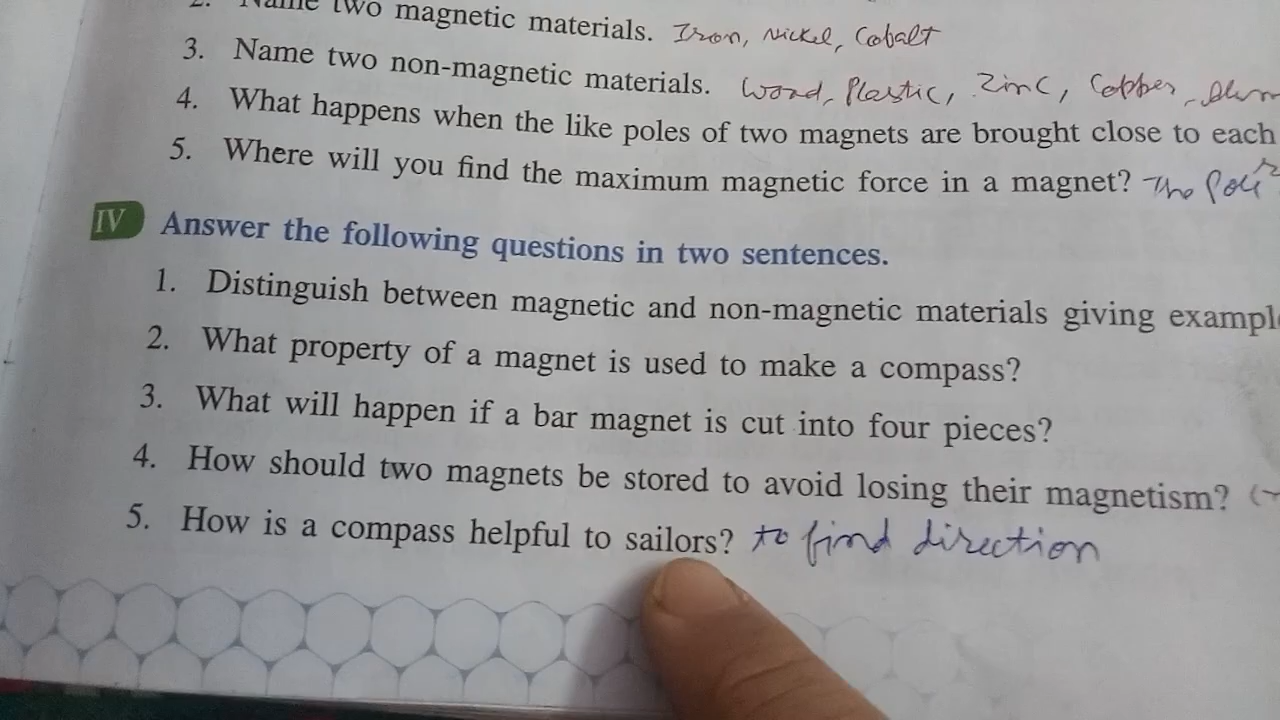 2. Name two magnetic materials. Iron, Nickel, Cobalt
3. Name two non-magnetic materials. Wood, Plastic, Zinc, Copper,
4. What happens when the like poles of two magnets are brought close to each
5. Where will you find the maximum magnetic force in a magnet? The
IV Answer the following questions in two sentences.
1. Distinguish between magnetic and non-magnetic materials giving
2. What property of a magnet is used to make a compass?
3. What will happen if a bar magnet is cut into four pieces?
4. How should two magnets be stored to avoid losing their magnetism?
5. How is a compass helpful to sailors? to find direction